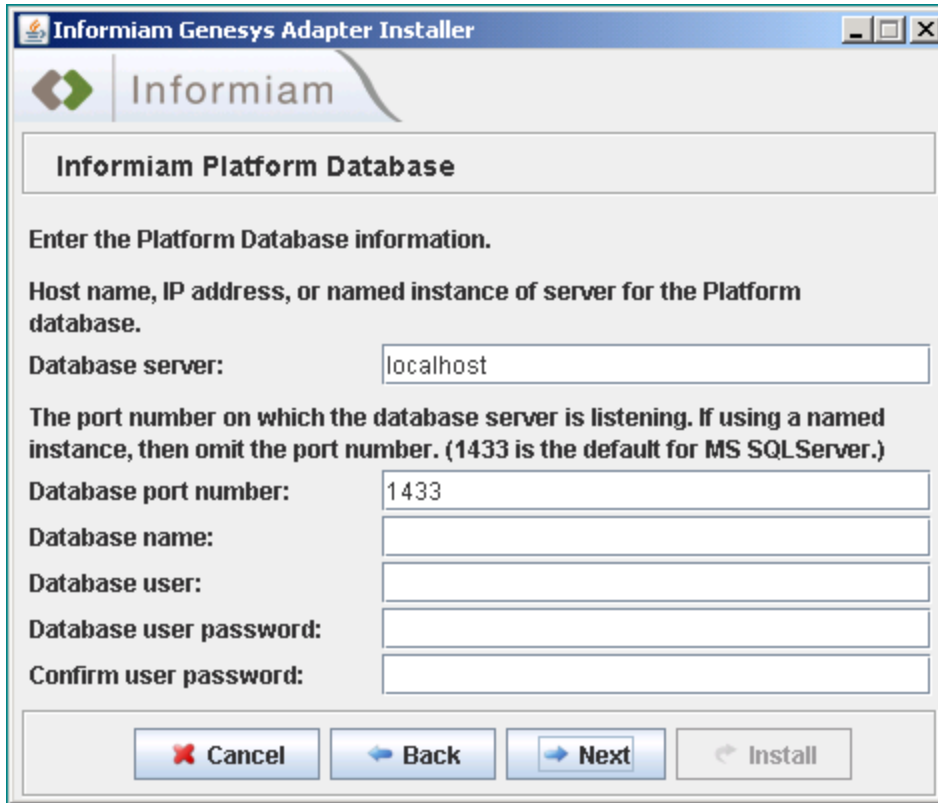 Informiam Genesys Adapter Installer
Informiam
Informiam Platform Database
Enter the Platform Database information.
Host name, IP address, or named instance of server for the Platform
database.
Database server: localhost
The port number on which the database server is listening. If using a named
instance, then omit the port number. (1433 is the default for MS SQLServer.)
Database port number: 1433
Database name:
Database user:
Database user password:
Confirm user password:
Cancel Back Next Install